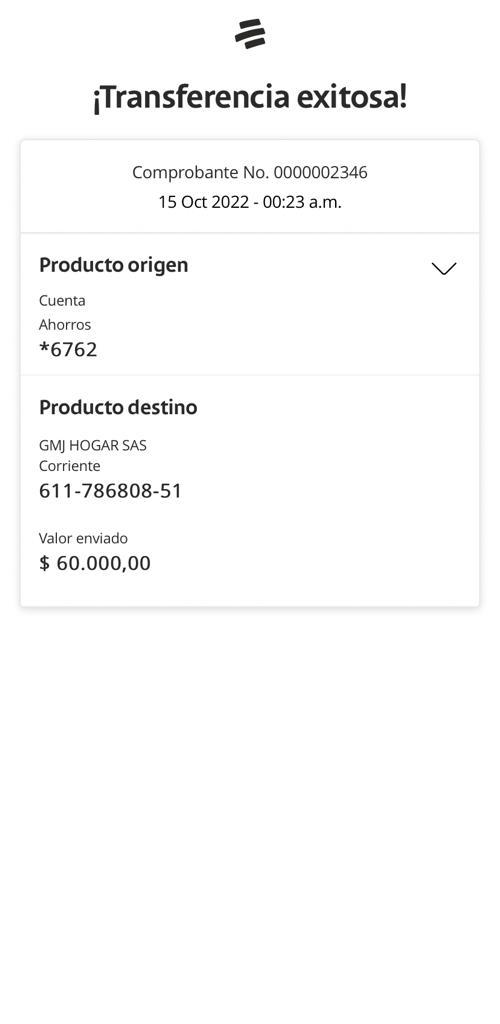 ¡Transferencia exitosa!
Comprobante No. 0000002346
15 Oct 2022 - 00:23 a.m.
Producto origen
Cuenta
Ahorros
*6762
Producto destino
GMJ HOGAR SAS
Corriente
611-786808-51
Valor enviado
$ 60.000,00